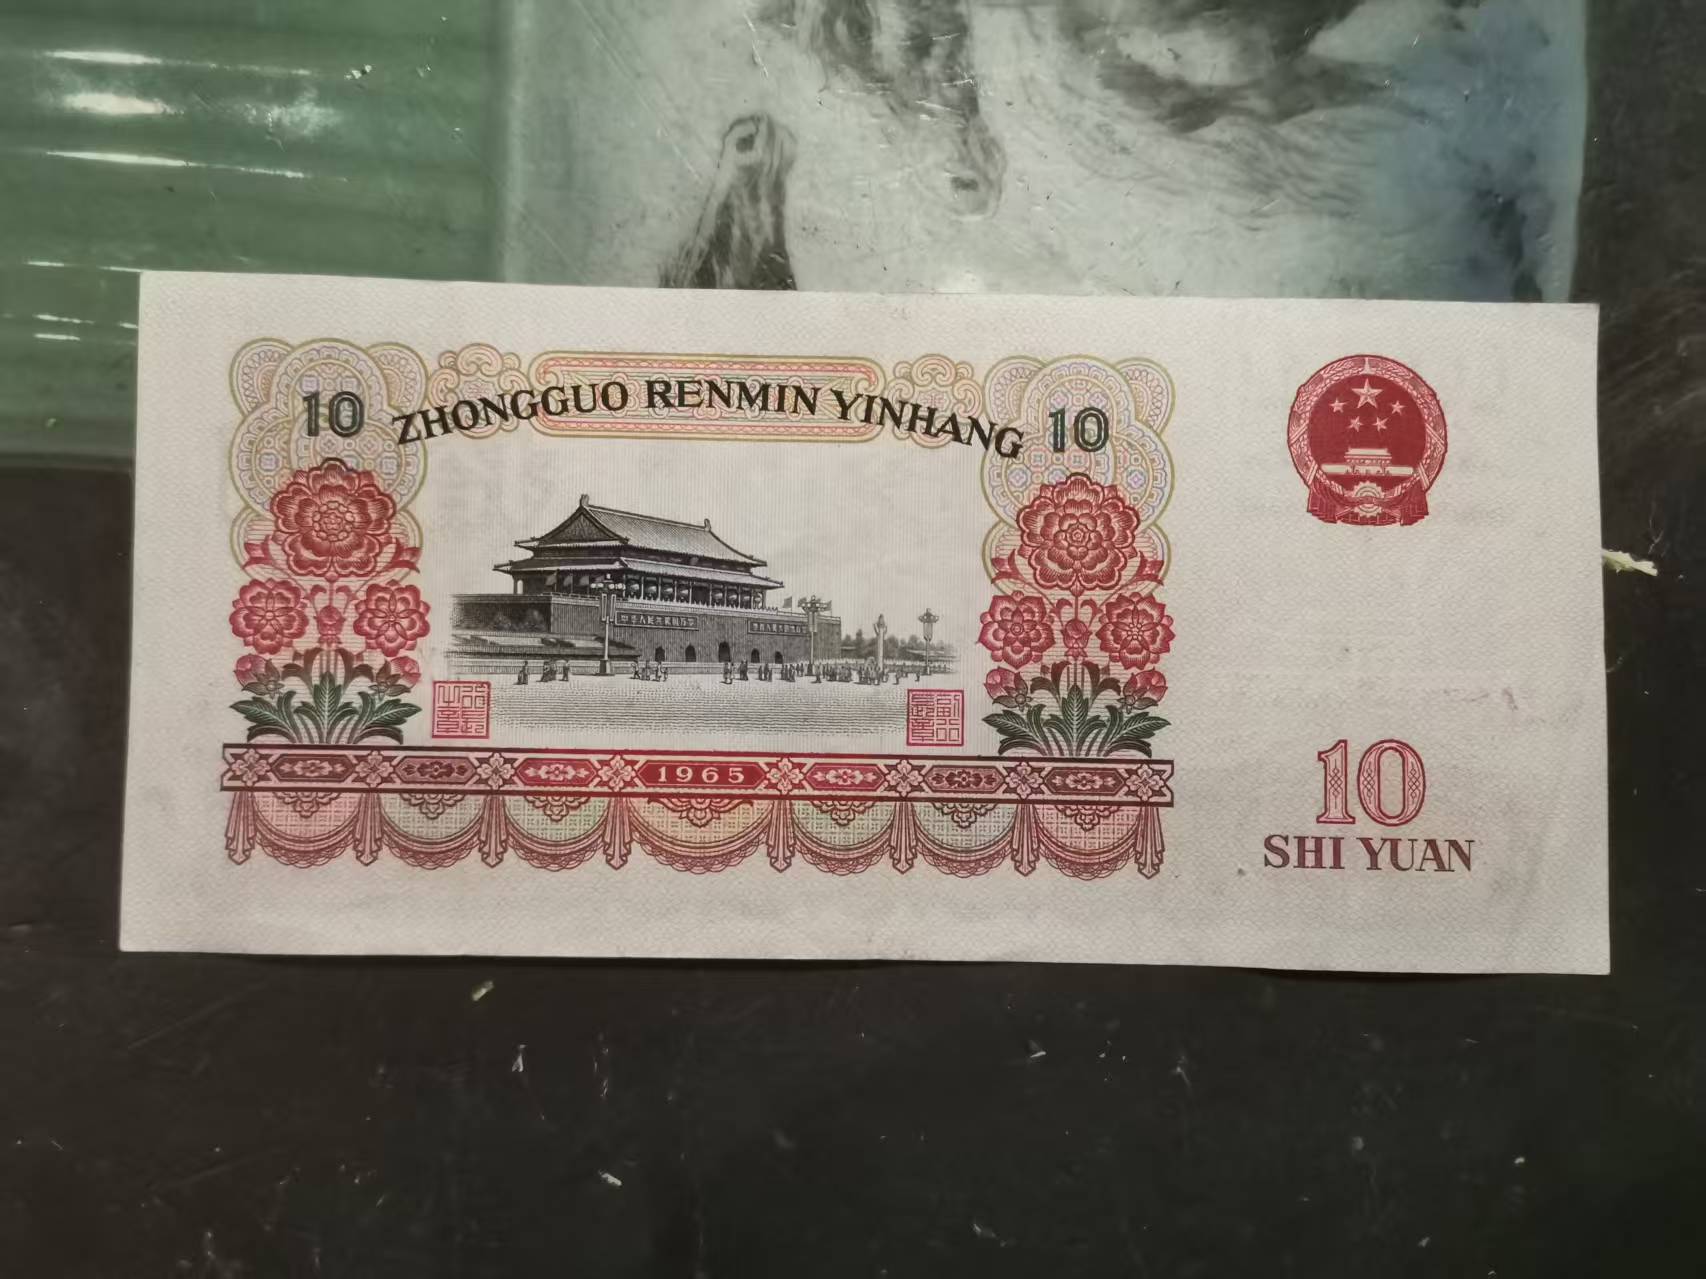 10 ZHONGGUO RENMIN YINHANG 10
1965
10
SHI YUAN